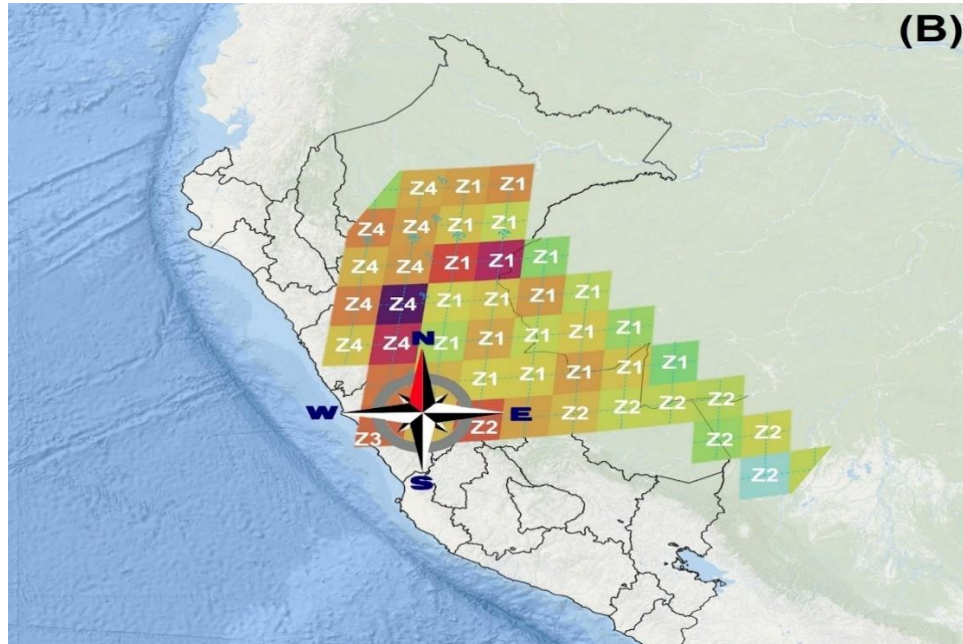 (B)
Z4 Z1 Z1
Z4 Z4 Z1 Z1
Z4 Z4 Z1 Z1 Z1
Z4 Z4 Z1 Z1 Z1 Z1
Z4 Z4 Z1 Z1 Z1 Z1 Z1
N
Z1 Z1 Z1 Z1 Z1
W E
Z3 Z2 Z2 Z2 Z2 Z2
Z2 Z2
S
Z2